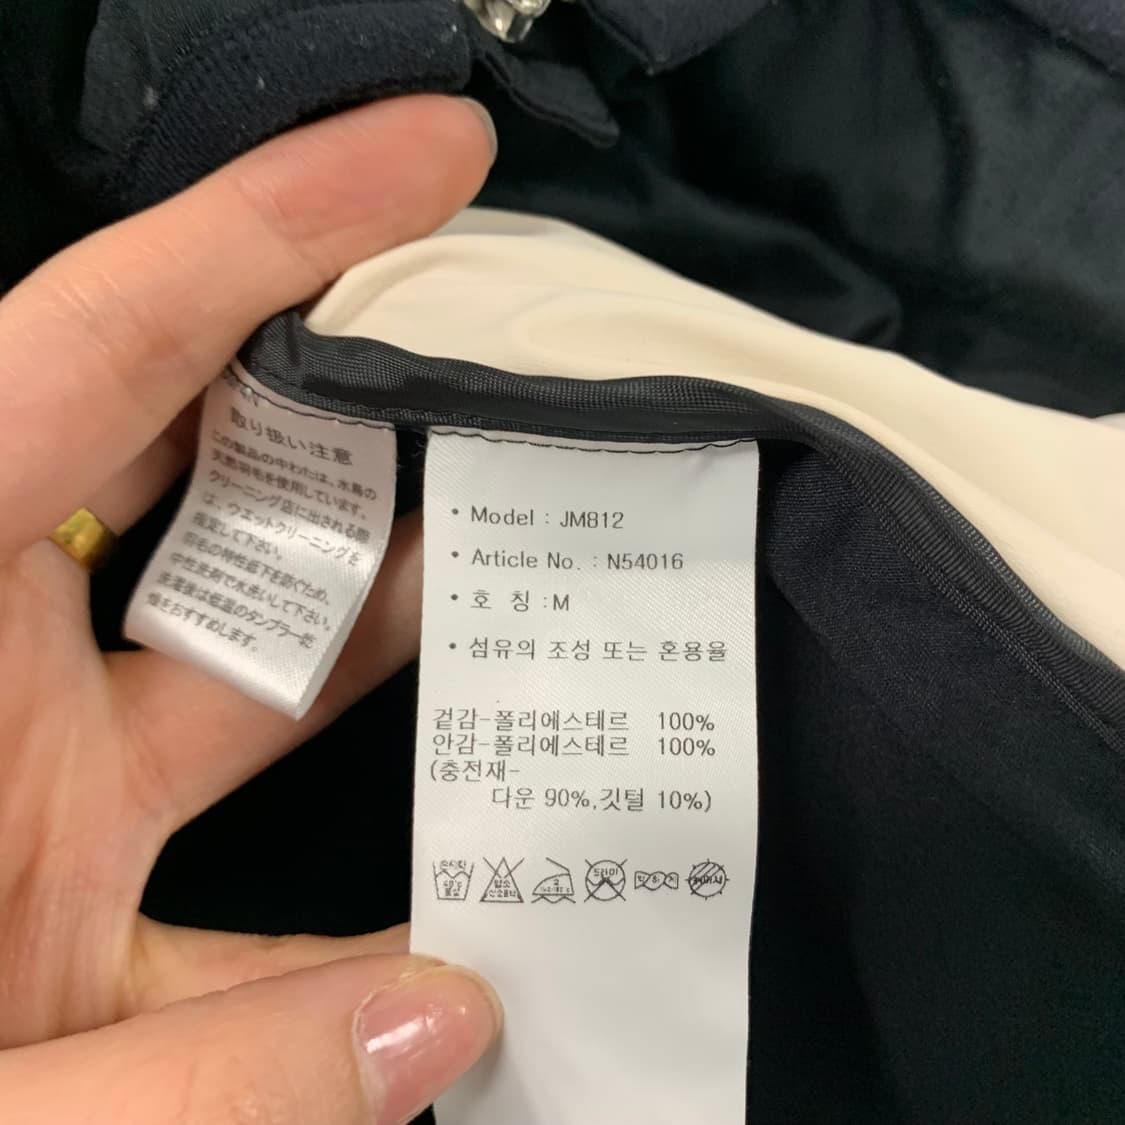 取り扱い注意
この製品の中わたは、水鳥の
天然羽毛を使用しています。
クリーニング店に出される際
は、ウエットクリーニングを
指定して下さい。
羽毛の特性低下を防ぐため、
中性洗剤で水洗いして下さい。
洗濯後は低温のタンブラー乾
燥をおすすめします。
• Model : JM812
• Article No. : N54016
• 호 칭 : M
• 섬유의 조성 또는 혼용율
겉감-폴리에스테르 100%
안감-폴리에스테르 100%
(충전재-
다운 90%,깃털 10%)
드라이